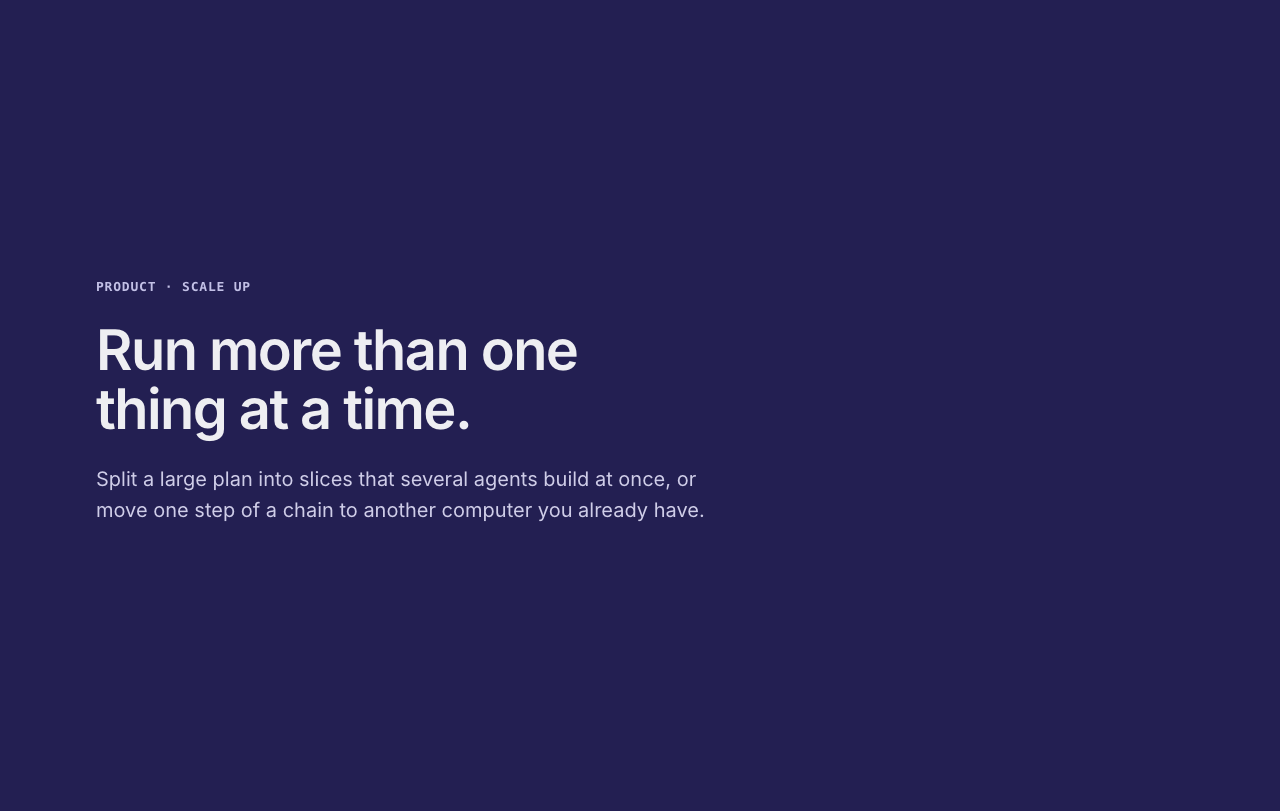 PRODUCT · SCALE UP
Run more than one
thing at a time.
Split a large plan into slices that several agents build at once, or
move one step of a chain to another computer you already have.